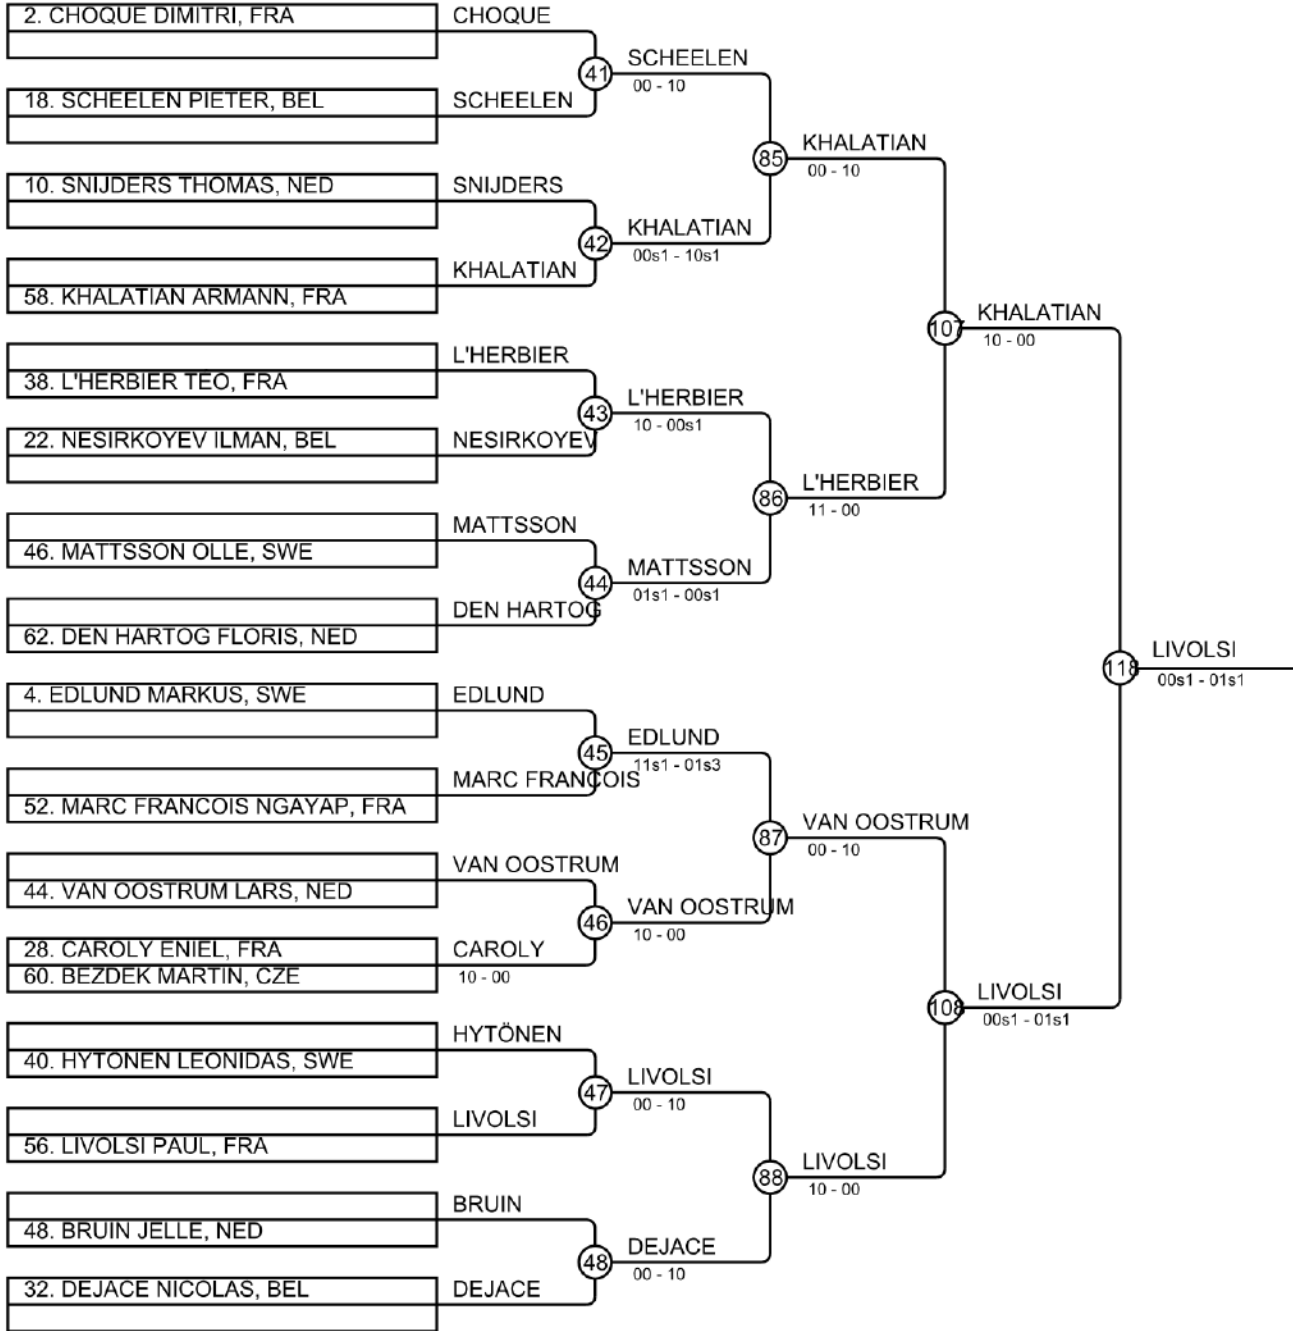 2. CHOQUE DIMITRI, FRA
CHOQUE
41
SCHEELEN
00 - 10
18. SCHEELEN PIETER, BEL
SCHEELEN
85
KHALATIAN
00 - 10
10. SNIJDERS THOMAS, NED
SNIJDERS
42
KHALATIAN
00s1 - 10s1
KHALATIAN
58. KHALATIAN ARMANN, FRA
107
KHALATIAN
10 - 00
L'HERBIER
38. L'HERBIER TEO, FRA
43
L'HERBIER
10 - 00s1
22. NESIRKOYEV ILMAN, BEL
NESIRKOYEV
86
L'HERBIER
11 - 00
MATTSSON
46. MATTSSON OLLE, SWE
44
MATTSSON
01s1 - 00s1
DEN HARTOG
62. DEN HARTOG FLORIS, NED
118
LIVOLSI
00s1 - 01s1
4. EDLUND MARKUS, SWE
EDLUND
45
EDLUND
11s1 - 01s3
MARC FRANCOIS
52. MARC FRANCOIS NGAYAP, FRA
87
VAN OOSTRUM
00 - 10
VAN OOSTRUM
44. VAN OOSTRUM LARS, NED
46
VAN OOSTRUM
10 - 00
28. CAROLY ENIEL, FRA
CAROLY
60. BEZDEK MARTIN, CZE
10 - 00
108
LIVOLSI
00s1 - 01s1
HYTÖNEN
40. HYTONEN LEONIDAS, SWE
47
LIVOLSI
00 - 10
LIVOLSI
56. LIVOLSI PAUL, FRA
88
LIVOLSI
10 - 00
BRUIN
48. BRUIN JELLE, NED
48
DEJACE
00 - 10
32. DEJACE NICOLAS, BEL
DEJACE